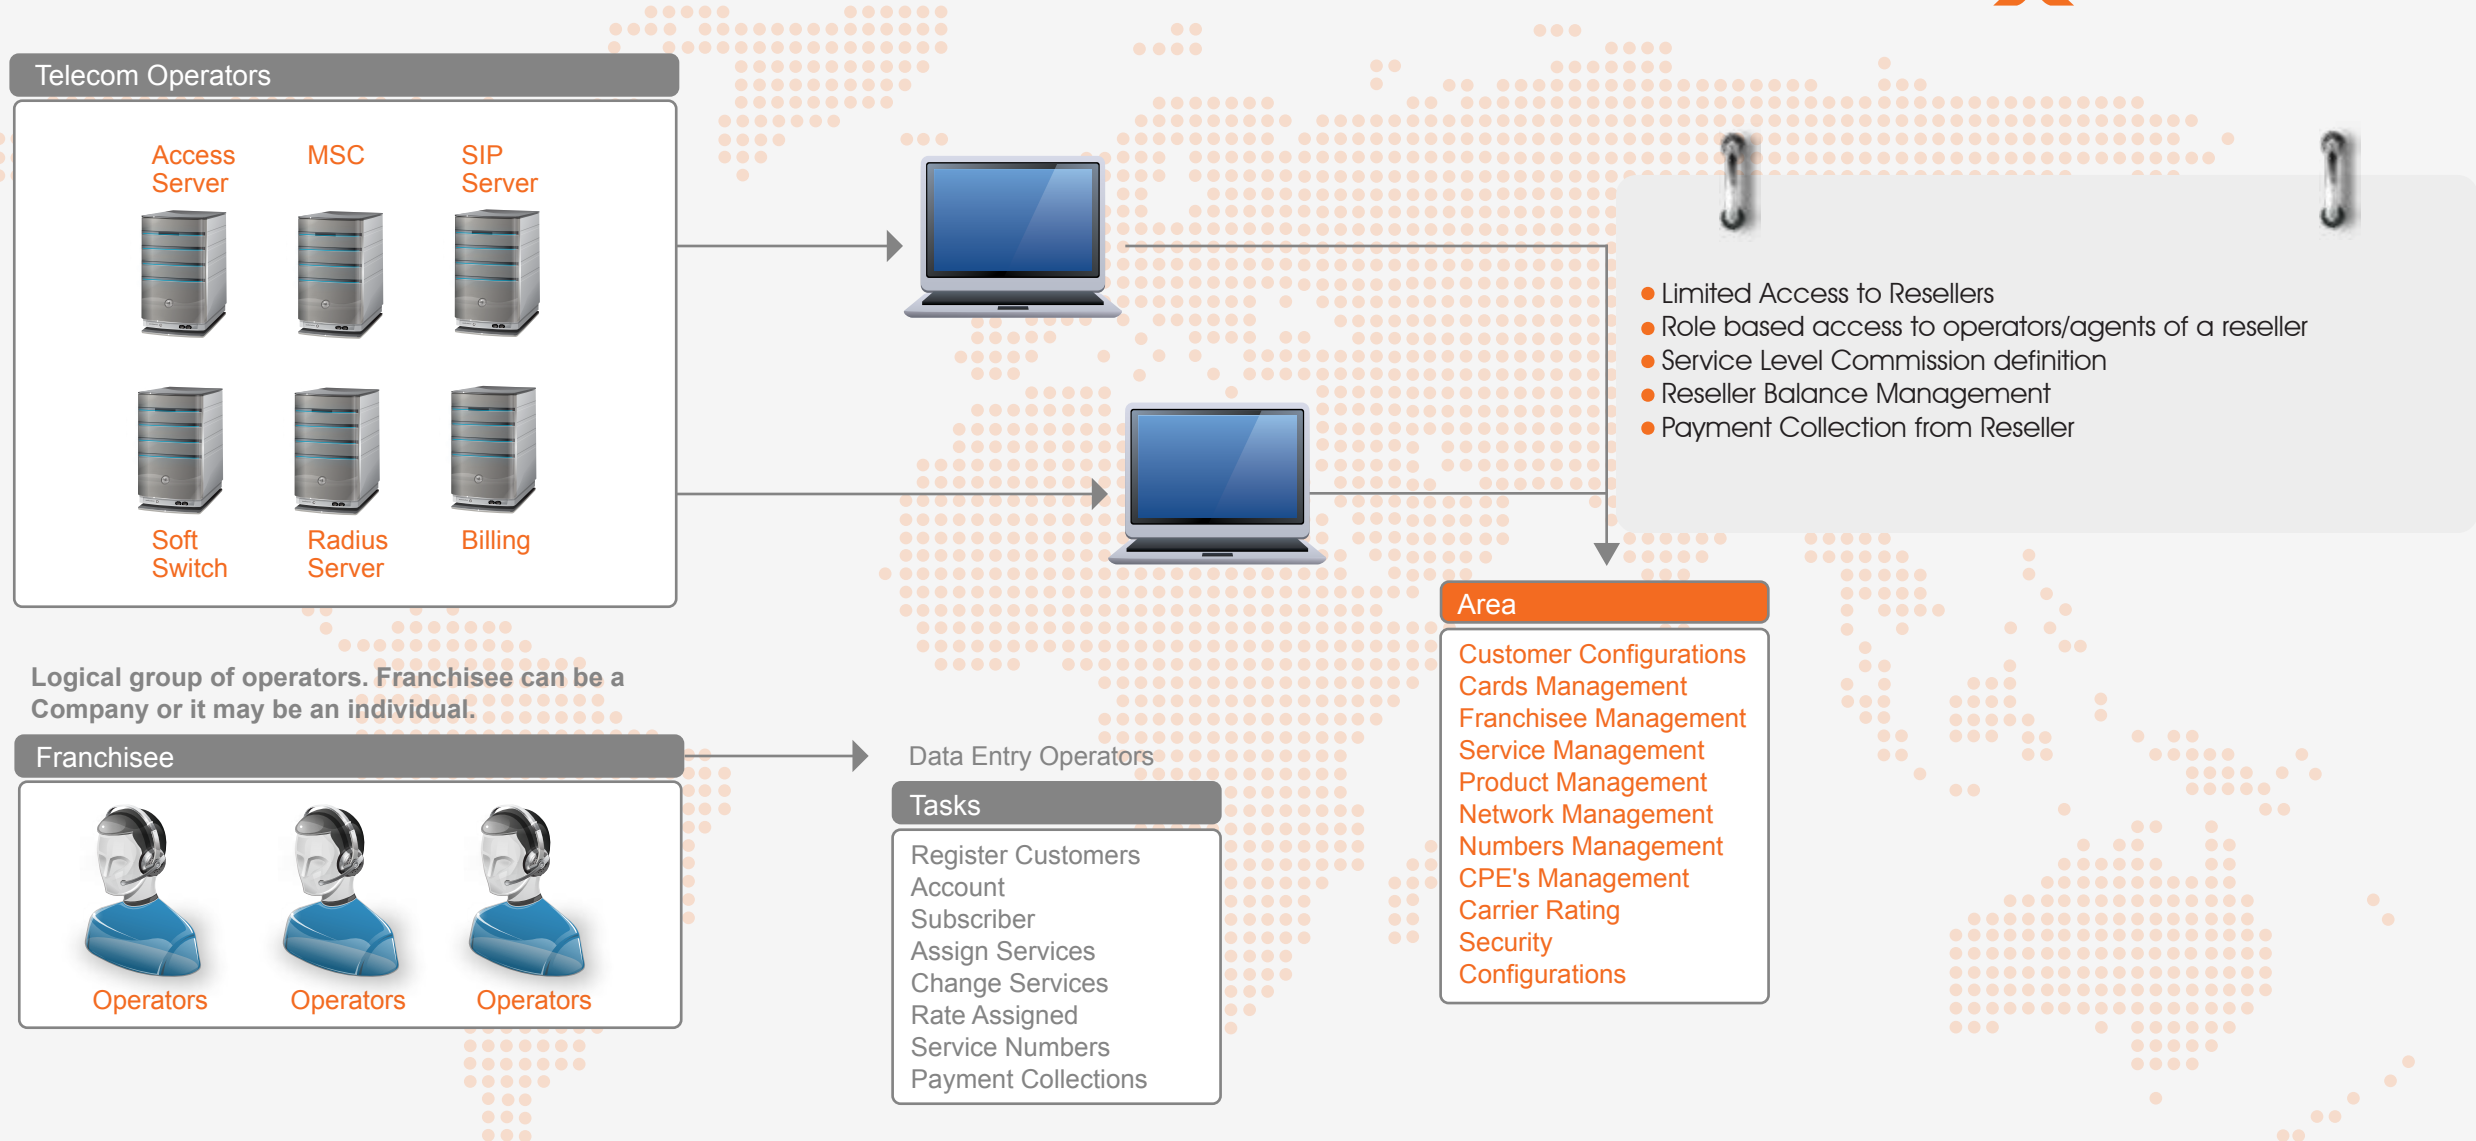 Telecom Operators
Access
Server
MSC
SIP
Server
Soft
Switch
Radius
Server
Billing
Limited Access to Resellers
Role based access to operators/agents of a reseller
Service Level Commission definition
Reseller Balance Management
Payment Collection from Reseller
Logical group of operators. Franchisee can be a
Company or it may be an individual.
Franchisee
Operators
Operators
Operators
Data Entry Operators
Tasks
Register Customers
Account
Subscriber
Assign Services
Change Services
Rate Assigned
Service Numbers
Payment Collections
Area
Customer Configurations
Cards Management
Franchisee Management
Service Management
Product Management
Network Management
Numbers Management
CPE's Management
Carrier Rating
Security
Configurations